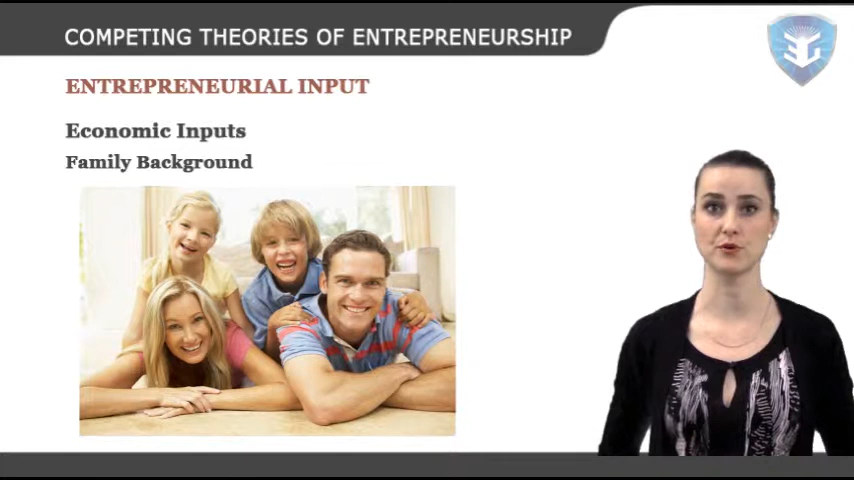 COMPETING THEORIES OF ENTREPRENEURSHIP
ENTREPRENEURIAL INPUT
Economic Inputs
Family Background